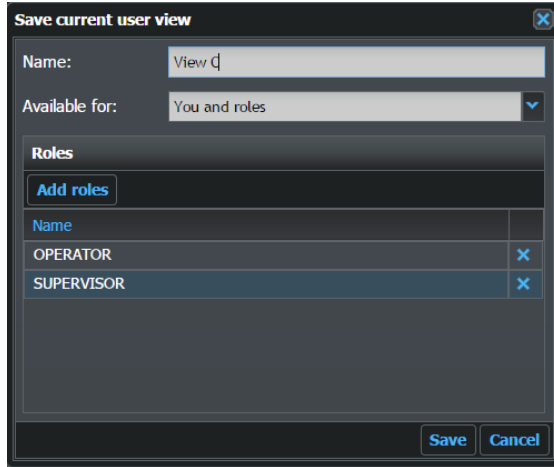 Save current user view
Name: View C
Available for: You and roles
Roles
Add roles
Name
OPERATOR
SUPERVISOR
Save Cancel